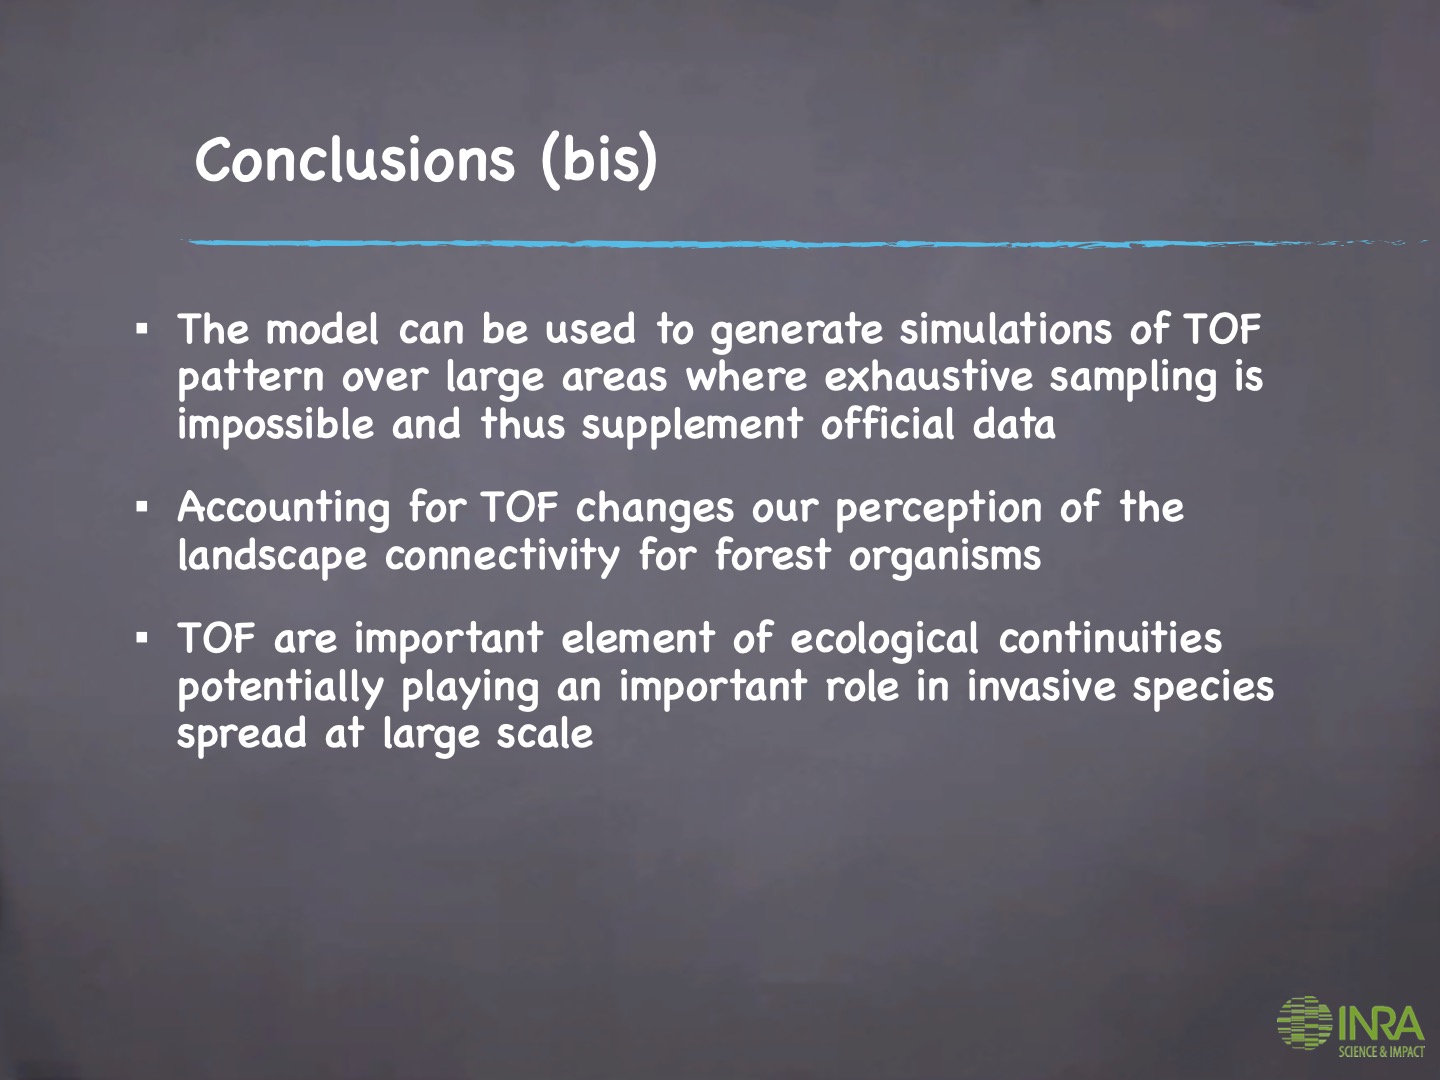 Conclusions (bis)
▪ The model can be used to generate simulations of TOF
pattern over large areas where exhaustive sampling is
impossible and thus supplement official data
▪ Accounting for TOF changes our perception of the
landscape connectivity for forest organisms
▪ TOF are important element of ecological continuities
potentially playing an important role in invasive species
spread at large scale
INRA
SCIENCE & IMPACT